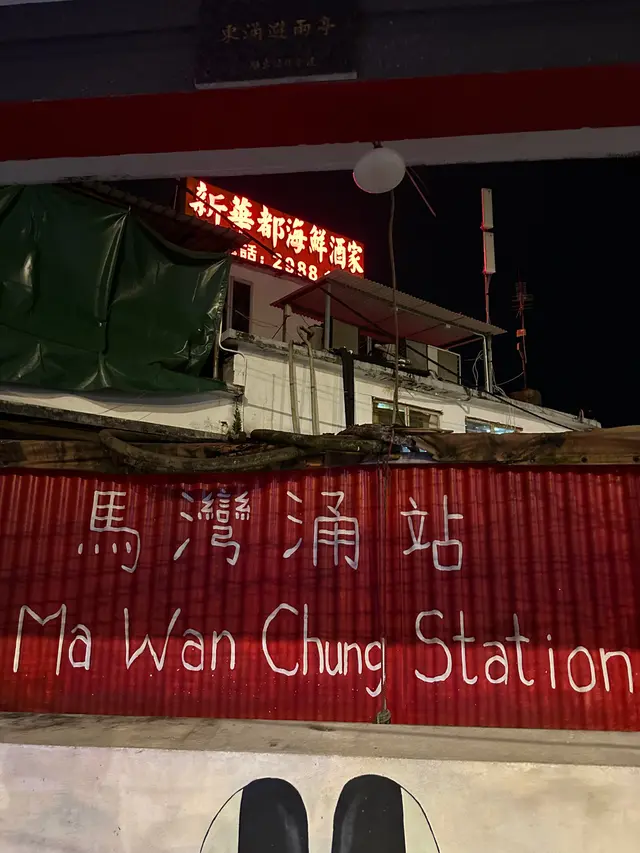 東涌避雨亭
新華都海鮮酒家
話：2988
馬灣涌站
Ma Wan Chung Station